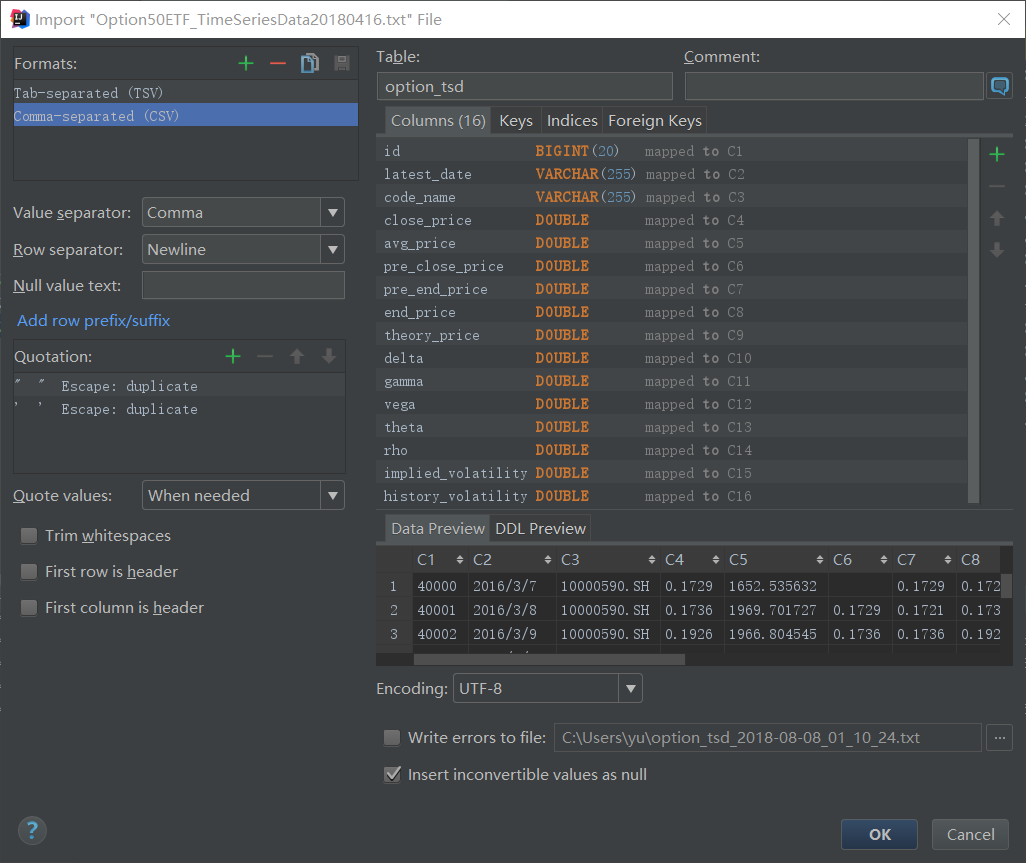 Import "Option50ETF_TimeSeriesData20180416.txt" File
Formats:
Tab-separated (TSV)
Comma-separated (CSV)
Value separator: Comma
Row separator: Newline
Null value text:
Add row prefix/suffix
Quotation:
" " Escape: duplicate
' ' Escape: duplicate
Quote values: When needed
Trim whitespaces
First row is header
First column is header
Table: Comment:
option_tsd
Columns (16) Keys Indices Foreign Keys
id BIGINT(20) mapped to C1
latest_date VARCHAR(255) mapped to C2
code_name VARCHAR(255) mapped to C3
close_price DOUBLE mapped to C4
avg_price DOUBLE mapped to C5
pre_close_price DOUBLE mapped to C6
pre_end_price DOUBLE mapped to C7
end_price DOUBLE mapped to C8
theory_price DOUBLE mapped to C9
delta DOUBLE mapped to C10
gamma DOUBLE mapped to C11
vega DOUBLE mapped to C12
theta DOUBLE mapped to C13
rho DOUBLE mapped to C14
implied_volatility DOUBLE mapped to C15
history_volatility DOUBLE mapped to C16
Data Preview DDL Preview
C1 C2 C3 C4 C5 C6 C7 C8
1 40000 2016/3/7 10000590.SH 0.1729 1652.535632 0.1729 0.172
2 40001 2016/3/8 10000590.SH 0.1736 1969.701727 0.1729 0.1721 0.173
3 40002 2016/3/9 10000590.SH 0.1926 1966.804545 0.1736 0.1736 0.192
Encoding: UTF-8
Write errors to file: C:\Users\yu\option_tsd_2018-08-08_01_10_24.txt ...
Insert inconvertible values as null
? OK Cancel